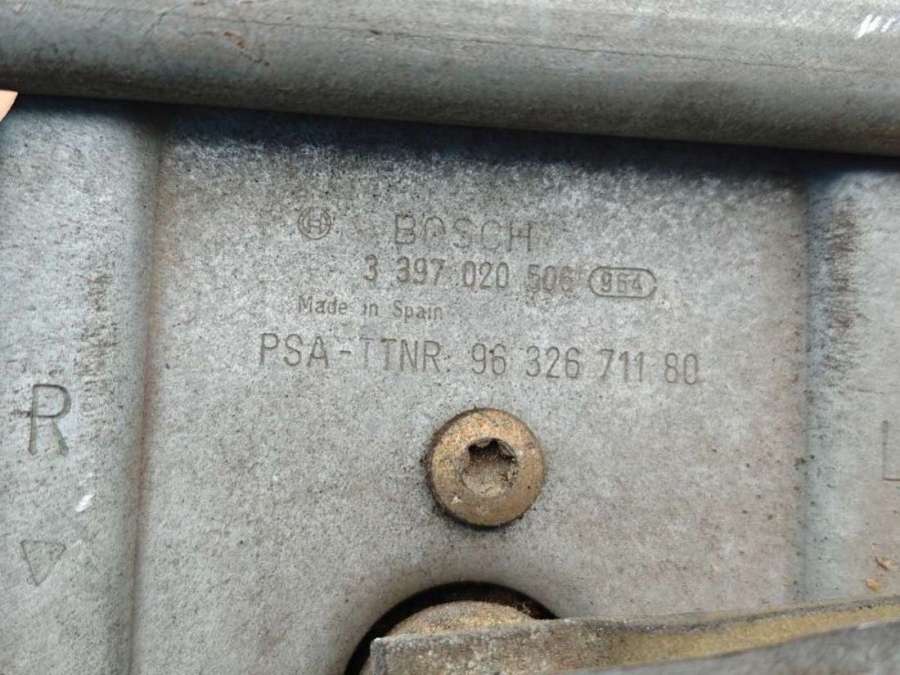 BOSCH
3 397 020 506 964
Made in Spain
PSA-TTNR. 96 326 711 80
R
L